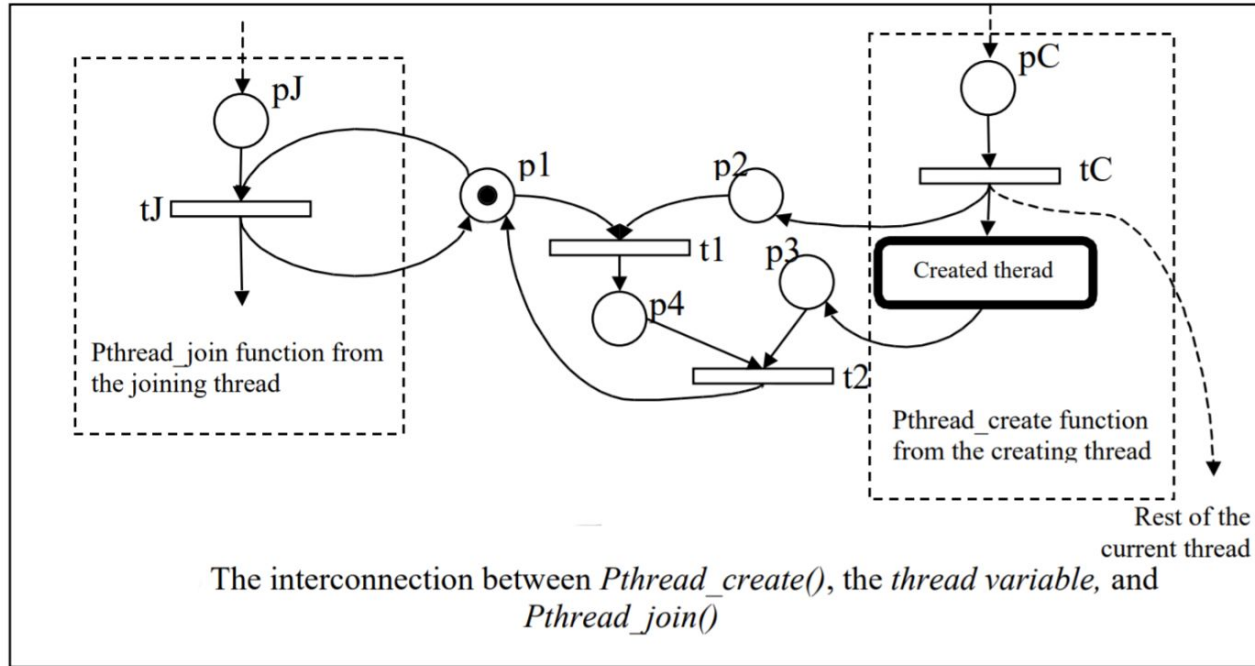 pJ
pC
p1
p2
tC
tJ
t1
p3
Created therad
p4
t2
Pthread_join function from
the joining thread
Pthread_create function
from the creating thread
Rest of the
current thread
The interconnection between Pthread_create(), the thread variable, and
Pthread_join()